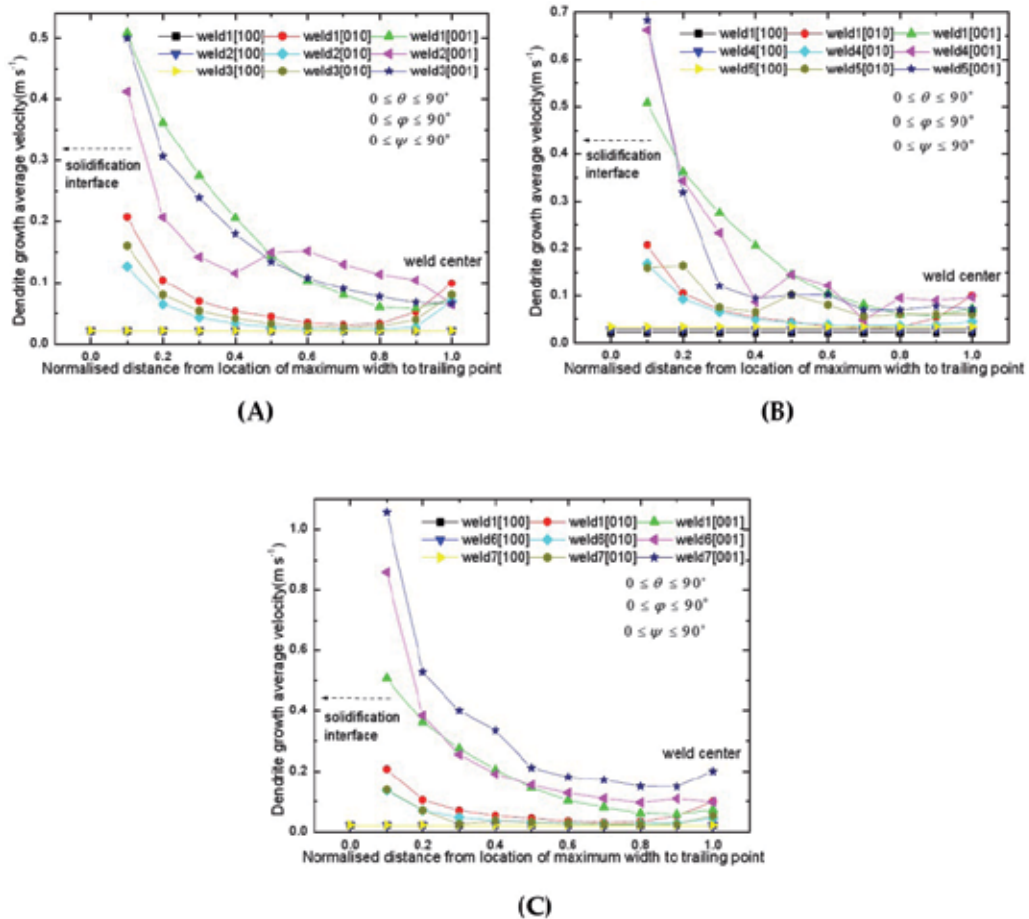 weld1[100] weld1[010] weld1[001]
weld2[100] weld2[010] weld2[001]
weld3[100] weld3[010] weld3[001]
0 ≤ θ ≤ 90°
0 ≤ φ ≤ 90°
0 ≤ ψ ≤ 90°
solidification
interface
weld center
Dendrite growth average velocity(m s⁻¹)
0.5
0.4
0.3
0.2
0.1
0.0
0.0 0.2 0.4 0.6 0.8 1.0
Normalised distance from location of maximum width to trailing point
(A)
weld1[100] weld1[010] weld1[001]
weld4[100] weld4[010] weld4[001]
weld5[100] weld5[010] weld5[001]
0 ≤ θ ≤ 90°
0 ≤ φ ≤ 90°
0 ≤ ψ ≤ 90°
solidification
interface
weld center
Dendrite growth average velocity(m s⁻¹)
0.7
0.6
0.5
0.4
0.3
0.2
0.1
0.0
0.0 0.2 0.4 0.6 0.8 1.0
Normalised distance from location of maximum width to trailing point
(B)
weld1[100] weld1[010] weld1[001]
weld6[100] weld6[010] weld6[001]
weld7[100] weld7[010] weld7[001]
0 ≤ θ ≤ 90°
0 ≤ φ ≤ 90°
0 ≤ ψ ≤ 90°
solidification
interface
weld center
Dendrite growth average velocity(m s⁻¹)
1.0
0.8
0.6
0.4
0.2
0.0
0.0 0.2 0.4 0.6 0.8 1.0
Normalised distance from location of maximum width to trailing point
(C)